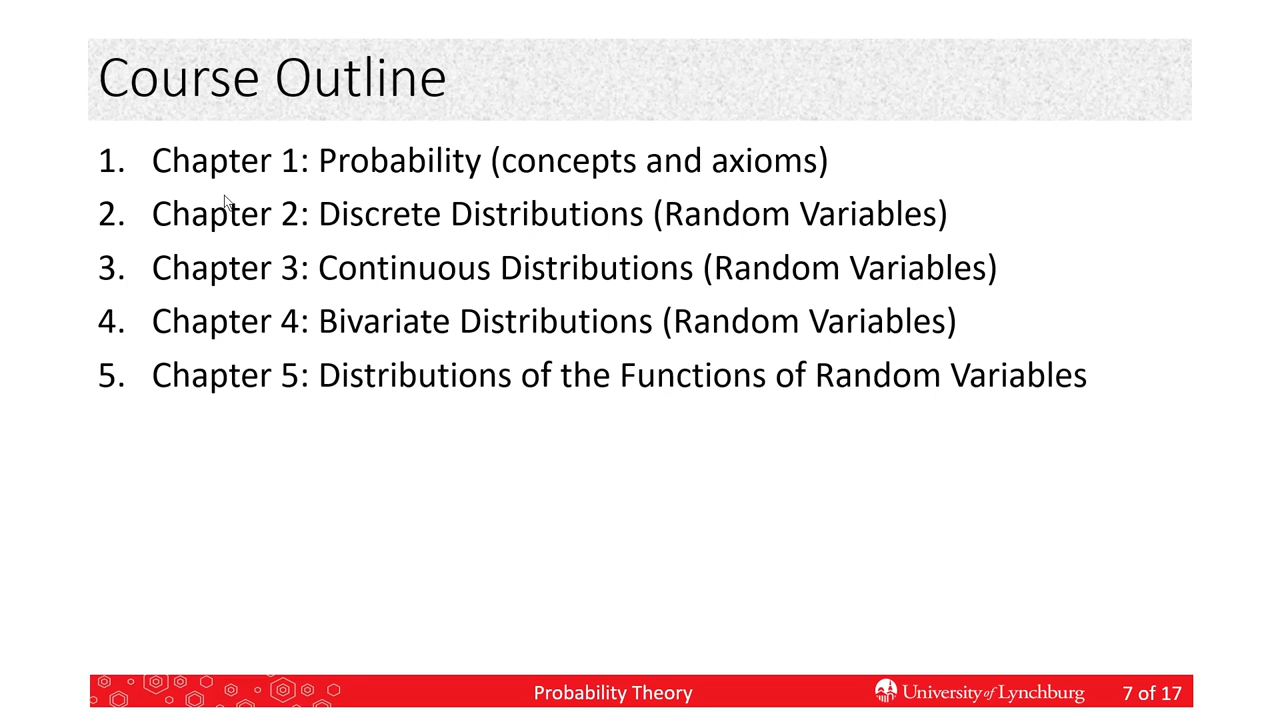 Course Outline
1. Chapter 1: Probability (concepts and axioms)
2. Chapter 2: Discrete Distributions (Random Variables)
3. Chapter 3: Continuous Distributions (Random Variables)
4. Chapter 4: Bivariate Distributions (Random Variables)
5. Chapter 5: Distributions of the Functions of Random Variables
Probability Theory University of Lynchburg 7 of 17